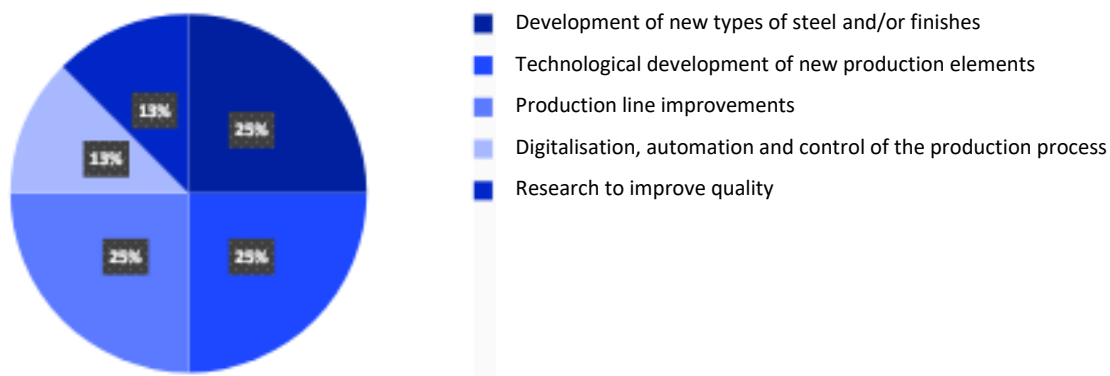 Development of new types of steel and/or finishes
Technological development of new production elements
Production line improvements
Digitalisation, automation and control of the production process
Research to improve quality
13%
25%
13%
25%
25%